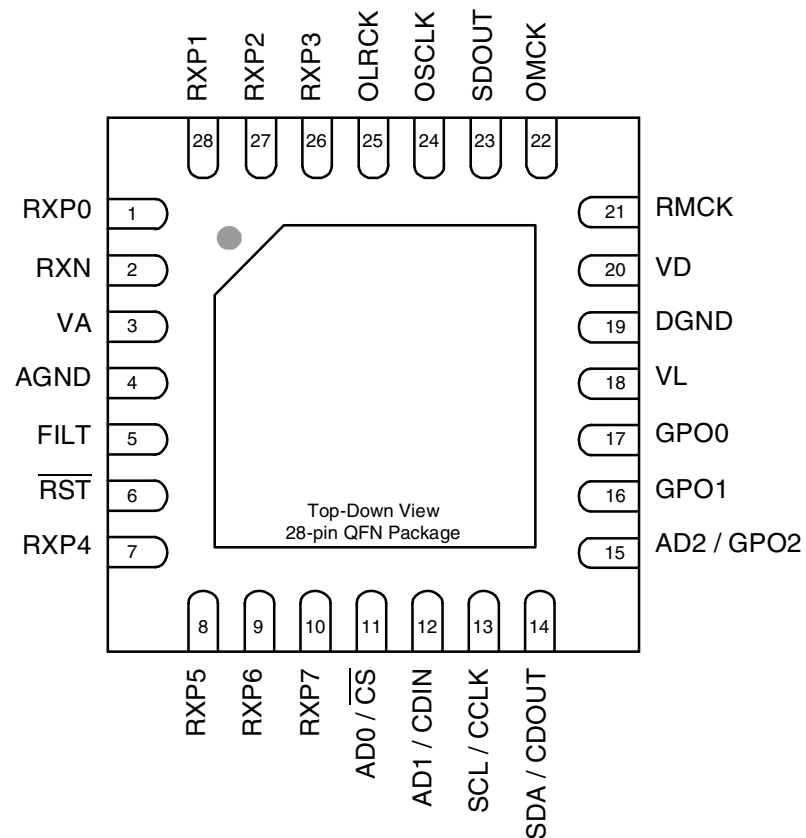 RXP1
RXP2
RXP3
OLRCK
OSCLK
SDOUT
OMCK
28
27
26
25
24
23
22
RXP0 1
RXN 2
VA 3
AGND 4
FILT 5
RST 6
RXP4 7
21 RMCK
20 VD
19 DGND
18 VL
17 GPO0
16 GPO1
15 AD2 / GPO2
Top-Down View
28-pin QFN Package
8
9
10
11
12
13
14
RXP5
RXP6
RXP7
AD0 / CS
AD1 / CDIN
SCL / CCLK
SDA / CDOUT